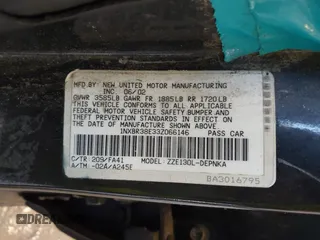 MFD. BY: NEW UNITED MOTOR MANUFACTURING
INC. 06/02
GVWR 3585LB GAWR FR 1885LB RR 1720LB
THIS VEHICLE CONFORMS TO ALL APPLICABLE
FEDERAL MOTOR VEHICLE SAFETY BUMPER AND
THEFT PREVENTION STANDARDS IN EFFECT ON
THE DATE OF MANUFACTURE SHOWN ABOVE.
1NXBR38E33Z066146 PASS CAR
C/TR: 209/FA41 MODEL: ZZE130L-DEPNKA
A/TM: -02A/A245E
BA3016795